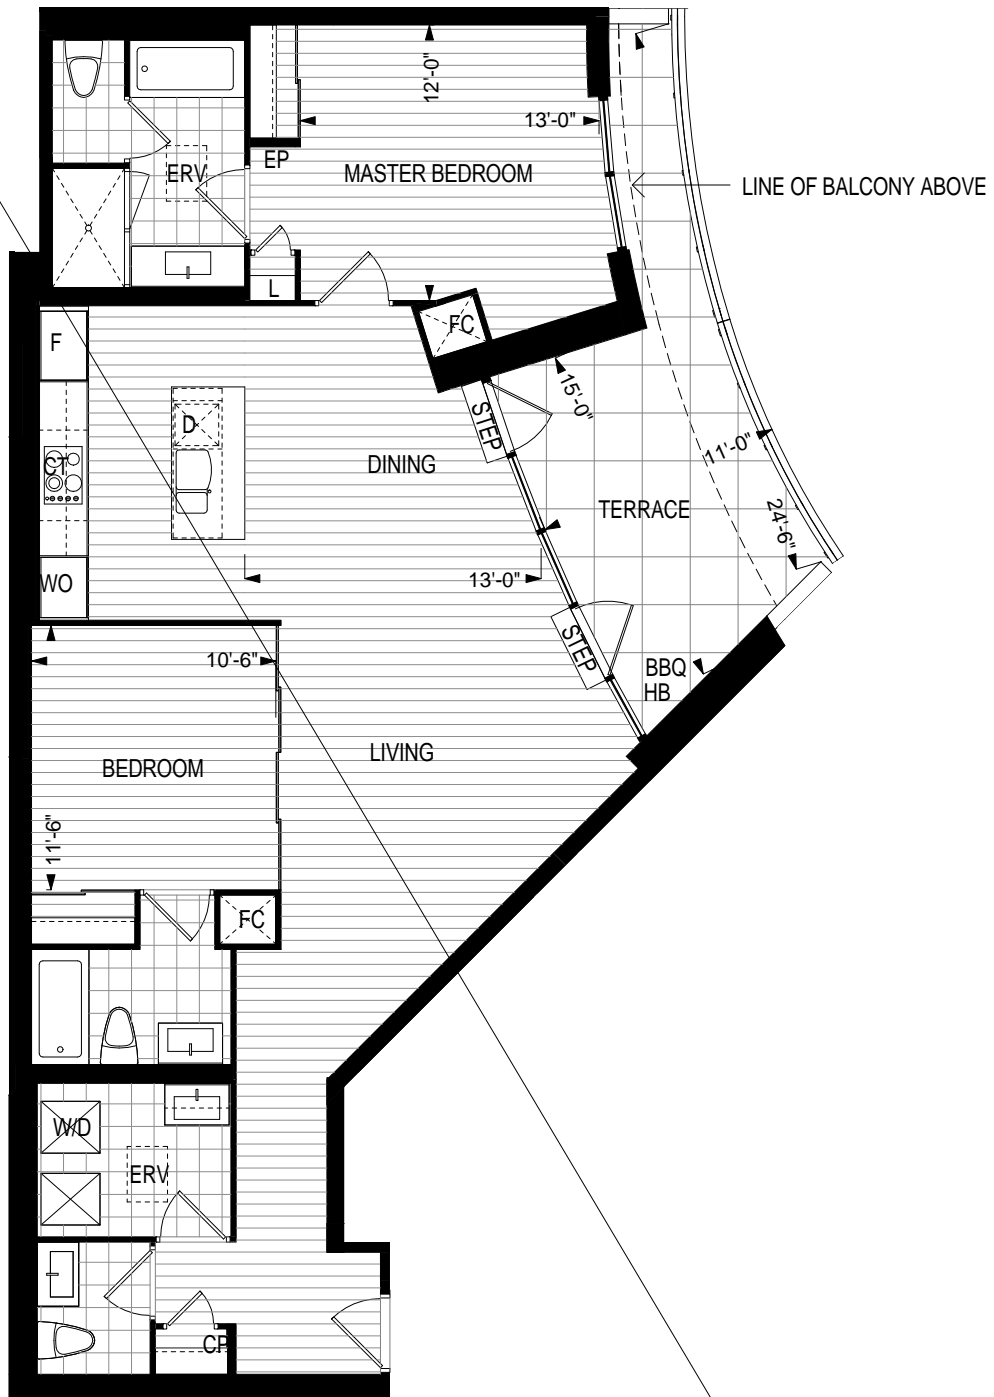 12'-0"
13'-0"
EP
ERV
MASTER BEDROOM
LINE OF BALCONY ABOVE
L
FC
F
15'-0"
STEP
D
CT
DINING
11'-0"
TERRACE
24'-6"
WO
13'-0"
STEP
10'-6"
BBQ
HB
LIVING
BEDROOM
11'-6"
FC
W/D
ERV
CP